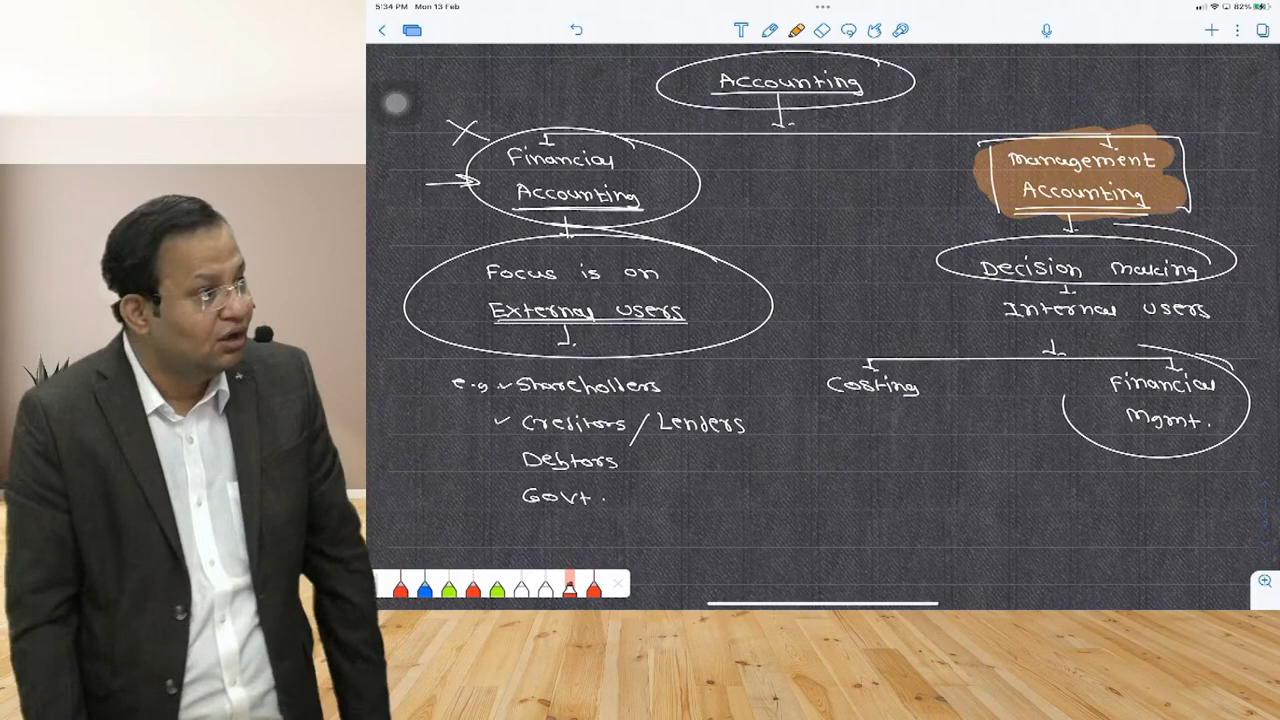 5:34 PM Mon 13 Feb
82%
Accounting
Financial
Accounting
Focus is on
External users
e.g. Shareholders
Creditors / Lenders
Debtors
Govt.
Management
Accounting
Decision making
Internal users
Costing
Financial
Mgmt.